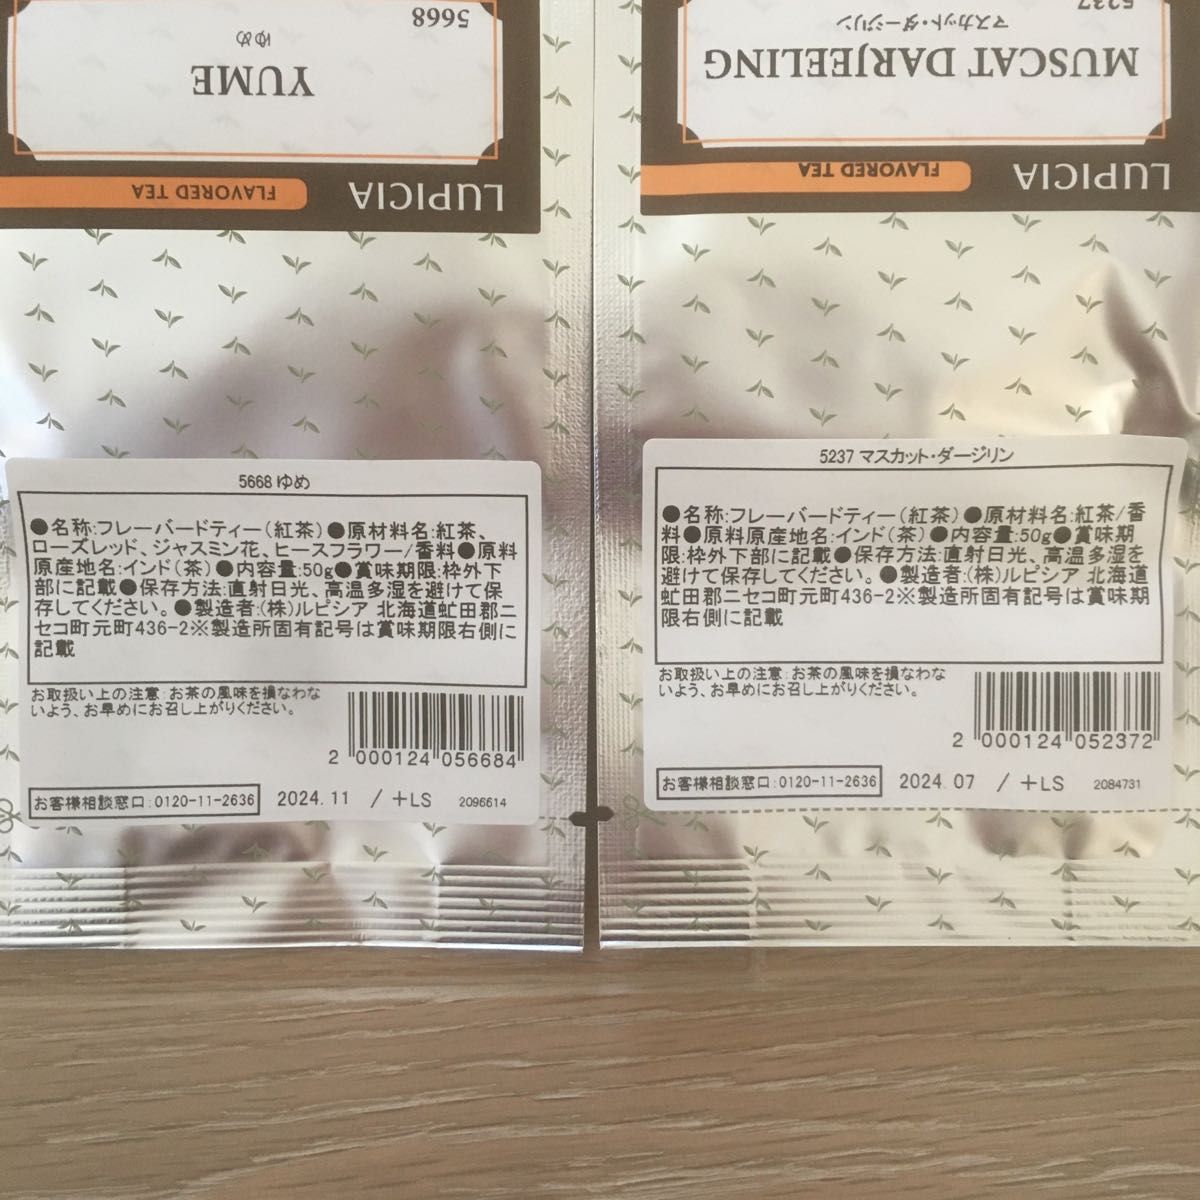 5668
ゆめ
YUME
LUPICIA
FLAVORED TEA
5668 ゆめ
●名称:フレーバードティー(紅茶)●原材料名:紅茶、
ローズレッド、ジャスミン花、ヒースフラワー/香料●原料
原産地名:インド(茶)●内容量:50g●賞味期限:枠外下
部に記載●保存方法:直射日光、高温多湿を避けて保
存してください。●製造者:(株)ルピシア 北海道虻田郡ニ
セコ町元町436-2※製造所固有記号は賞味期限右側に
記載
お取扱い上の注意:お茶の風味を損なわな
いよう、お早めにお召し上がりください。
2 000124 056684
お客様相談窓口:0120-11-2636
2024.11 / +LS 2096614
5237
マスカット・ダージリン
MUSCAT DARJEELING
LUPICIA
FLAVORED TEA
5237 マスカット・ダージリン
●名称:フレーバードティー(紅茶)●原材料名:紅茶/香
料●原料原産地名:インド(茶)●内容量:50g●賞味期
限:枠外下部に記載●保存方法:直射日光、高温多湿を
避けて保存してください。●製造者:(株)ルピシア 北海道
虻田郡ニセコ町元町436-2※製造所固有記号は賞味期
限右側に記載
お取扱い上の注意:お茶の風味を損なわな
いよう、お早めにお召し上がりください。
2 000124 052372
お客様相談窓口:0120-11-2636
2024.07 / +LS 2084731